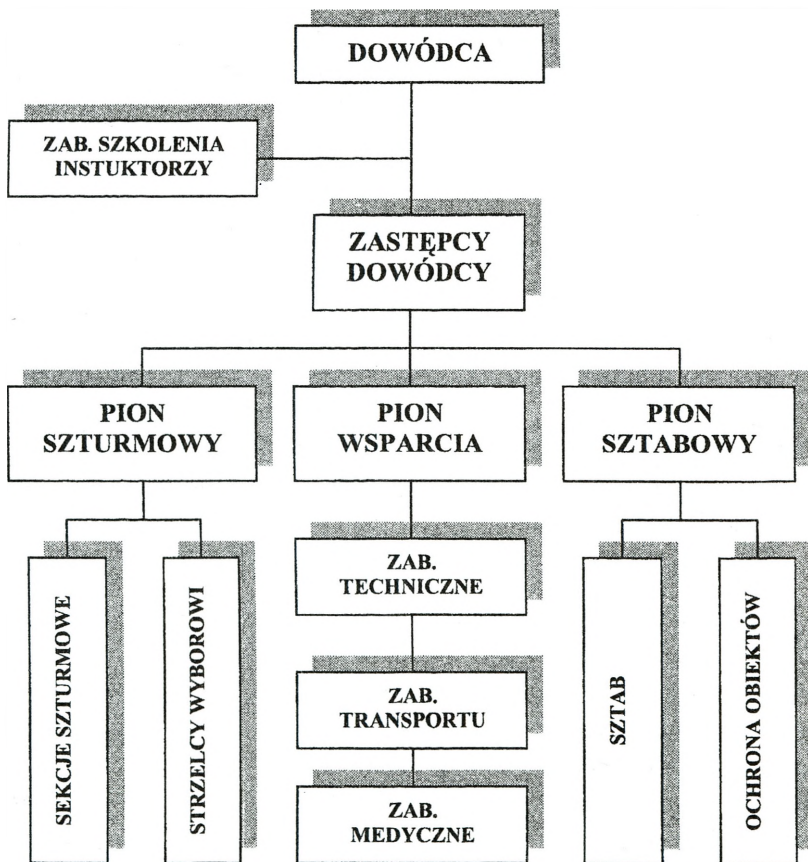 DOWÓDCA
ZAB. SZKOLENIA
INSTUKTORZY
ZASTĘPCY
DOWÓDCY
PION
SZTURMOWY
PION
WSPARCIA
PION
SZTABOWY
SEKCJE SZTURMOWE
STRZELCY WYBOROWI
ZAB.
TECHNICZNE
ZAB.
TRANSPORTU
ZAB.
MEDYCZNE
SZTAB
OCHRONA OBIEKTÓW